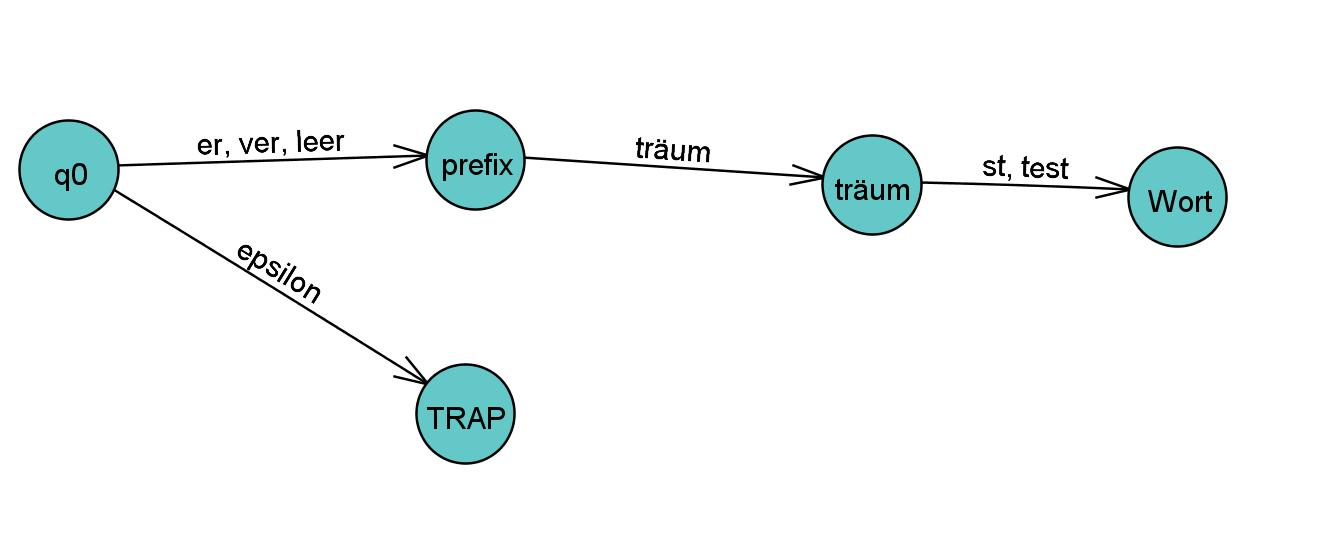 q0
er, ver, leer
prefix
träum
träum
st, test
Wort
epsilon
TRAP